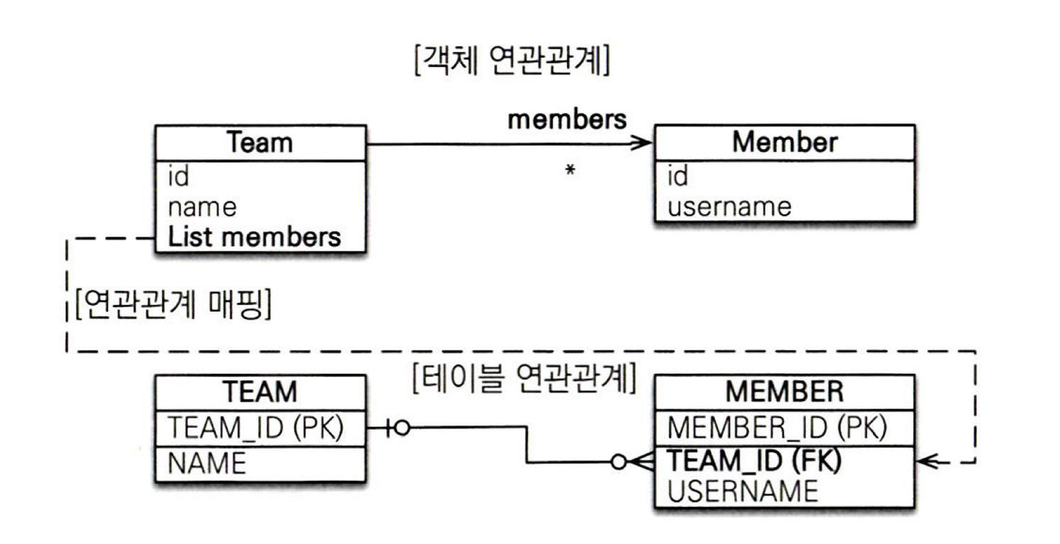 [객체 연관관계]
members
Team
Member
*
id
name
List members
id
username
[연관관계 매핑]
[테이블 연관관계]
TEAM
TEAM_ID (PK)
NAME
MEMBER
MEMBER_ID (PK)
TEAM_ID (FK)
USERNAME